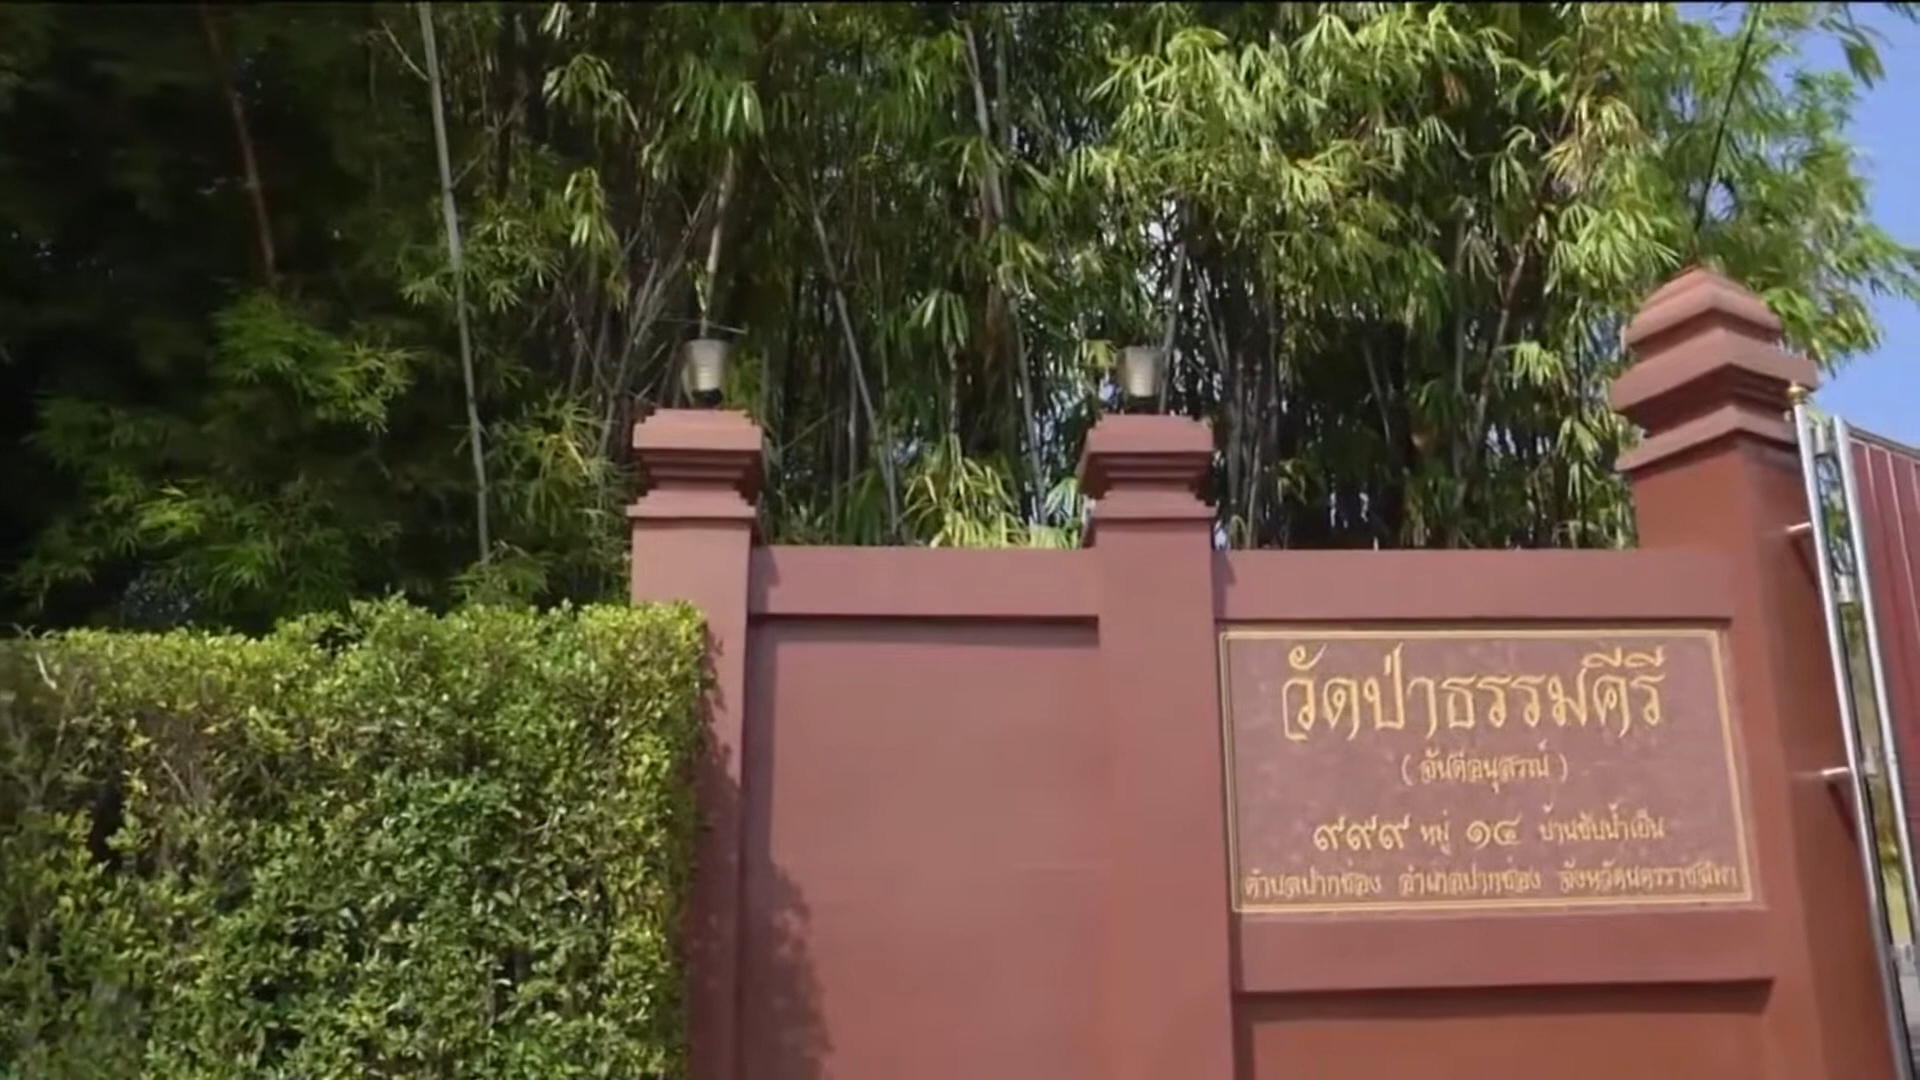 วัดป่าธรรมคีรี
(ฉันตีอนุสรณ์)
๙๙๙ หมู่ ๑๔ บ้านซับน้ำเย็น
ตำบลปากช่อง อำเภอปากช่อง จังหวัดนครราชสีมา